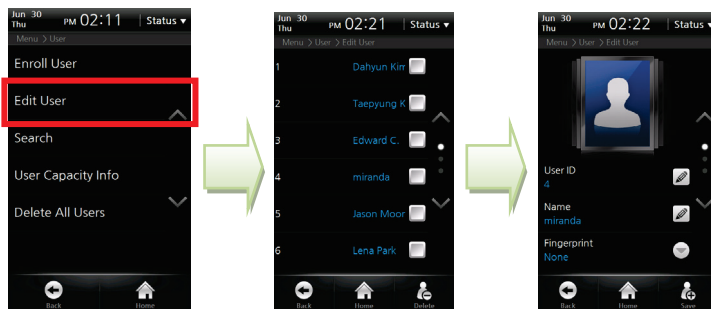 Jun 30
Thu
PM 02:11
Status
Menu > User
Enroll User
Edit User
Search
User Capacity Info
Delete All Users
Back
Home
Jun 30
Thu
PM 02:21
Status
Menu > User > Edit User
1 Dahyun Kim
2 Taepyung K
3 Edward C.
4 miranda
5 Jason Moor
6 Lena Park
Back
Home
Delete
Jun 30
Thu
PM 02:22
Status
Menu > User > Edit User
User ID
4
Name
miranda
Fingerprint
None
Back
Home
Save